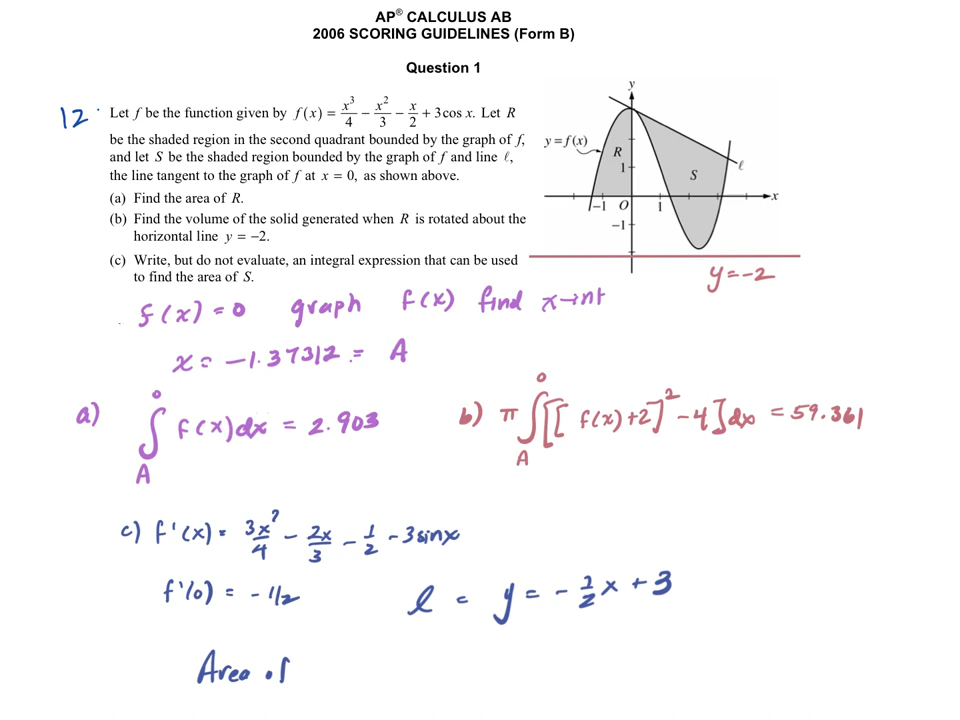 AP® CALCULUS AB
2006 SCORING GUIDELINES (Form B)
Question 1
12.
Let f be the function given by f(x) = x³/4 − x²/3 − x/2 + 3cos x. Let R
be the shaded region in the second quadrant bounded by the graph of f,
and let S be the shaded region bounded by the graph of f and line ℓ,
the line tangent to the graph of f at x = 0, as shown above.
(a) Find the area of R.
(b) Find the volume of the solid generated when R is rotated about the
horizontal line y = −2.
(c) Write, but do not evaluate, an integral expression that can be used
to find the area of S.
y
y = f(x)
R
1
S
ℓ
−1 O 1 x
−1
y = −2
f(x) = 0 graph f(x) find x-int
x = −1.37312 = A
a) ∫_A^0 f(x)dx = 2.903
b) π ∫_A^0 [[f(x)+2]² − 4]dx = 59.361
c) f'(x) = 3x²/4 − 2x/3 − 1/2 − 3sinx
f'(0) = −1/2
l = y = −1/2 x + 3
Area of